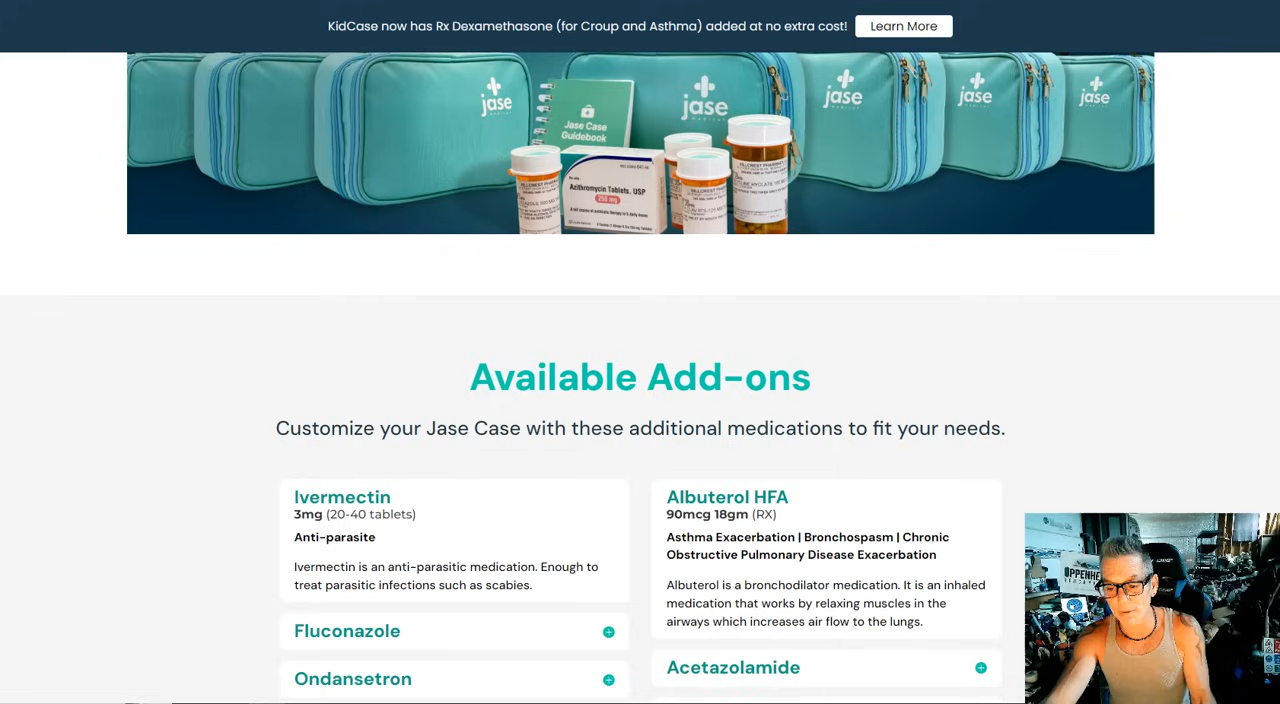 KidCase now has Rx Dexamethasone (for Croup and Asthma) added at no extra cost!
Learn More
jase
jase
jase
jase
jase
Jase Case
Guidebook
Azithromycin Tablets, USP
250 mg
Available Add-ons
Customize your Jase Case with these additional medications to fit your needs.
Ivermectin
3mg (20-40 tablets)
Anti-parasite
Ivermectin is an anti-parasitic medication. Enough to
treat parasitic infections such as scabies.
Fluconazole
Ondansetron
Albuterol HFA
90mcg 18gm (RX)
Asthma Exacerbation | Bronchospasm | Chronic
Obstructive Pulmonary Disease Exacerbation
Albuterol is a bronchodilator medication. It is an inhaled
medication that works by relaxing muscles in the
airways which increases air flow to the lungs.
Acetazolamide